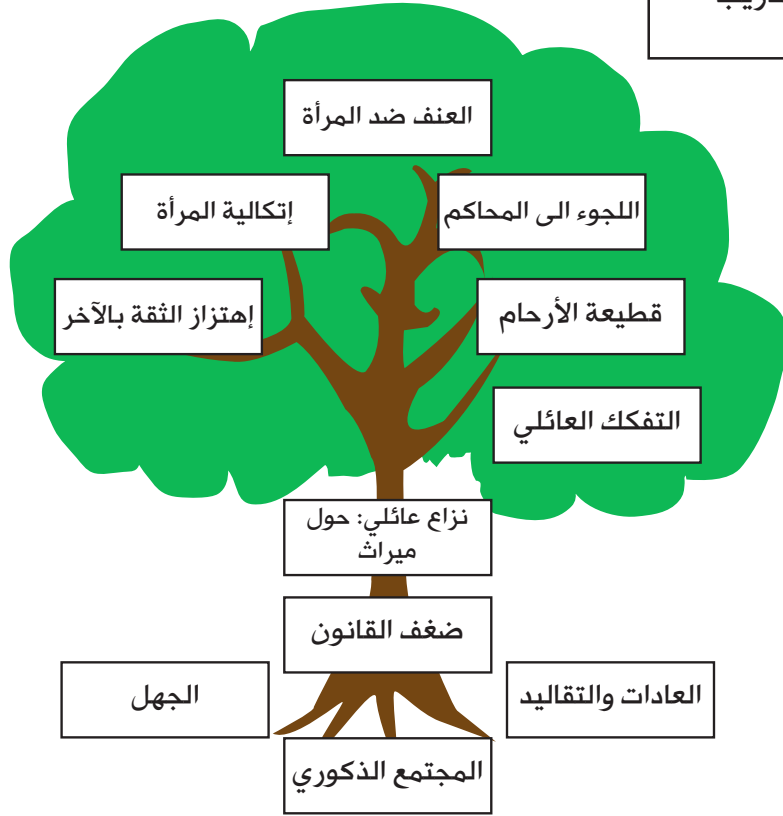 العنف ضد المرأة
اللجوء الى المحاكم
إتكالية المرأة
قطيعة الأرحام
إهتزاز الثقة بالآخر
التفكك العائلي
نزاع عائلي: حول
ميراث
ضغف القانون
العادات والتقاليد
الجهل
المجتمع الذكوري